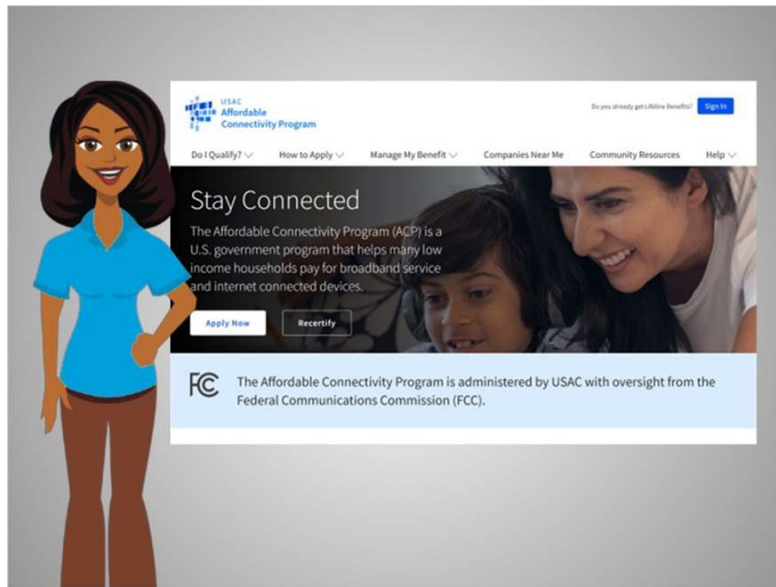 USAC
Affordable
Connectivity Program
Do you already get Lifeline Benefits?
Sign In
Do I Qualify?
How to Apply
Manage My Benefit
Companies Near Me
Community Resources
Help
Stay Connected
The Affordable Connectivity Program (ACP) is a
U.S. government program that helps many low
income households pay for broadband service
and internet connected devices.
Apply Now
Recertify
FC
The Affordable Connectivity Program is administered by USAC with oversight from the
Federal Communications Commission (FCC).